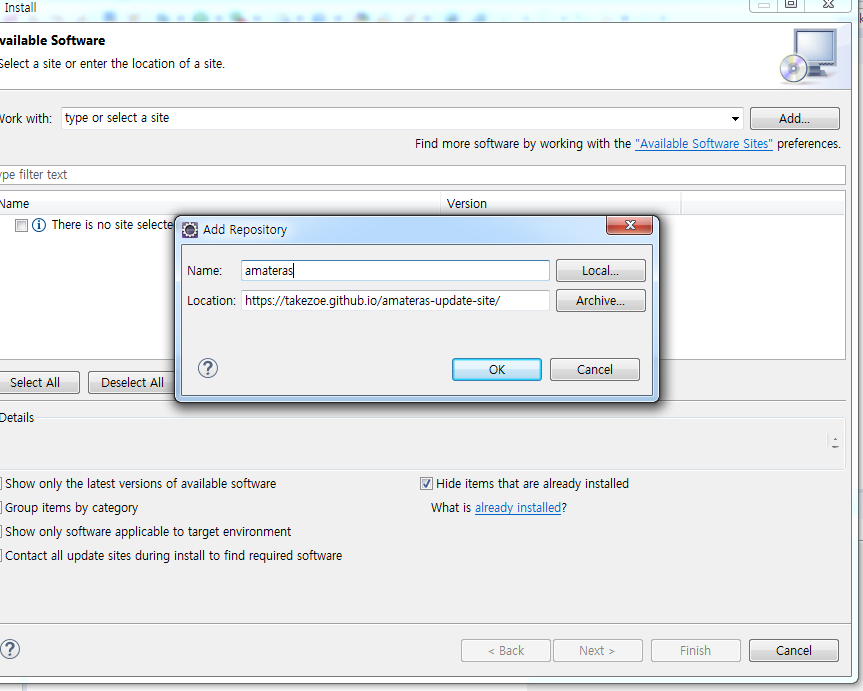 Install
vailable Software
Select a site or enter the location of a site.
Work with: type or select a site Add...
Find more software by working with the "Available Software Sites" preferences.
ype filter text
Name Version
There is no site selecte
Add Repository
Name: amateras Local...
Location: https://takezoe.github.io/amateras-update-site/ Archive...
? OK Cancel
Select All Deselect All
Details
Show only the latest versions of available software
Hide items that are already installed
Group items by category
What is already installed?
Show only software applicable to target environment
Contact all update sites during install to find required software
? < Back Next > Finish Cancel